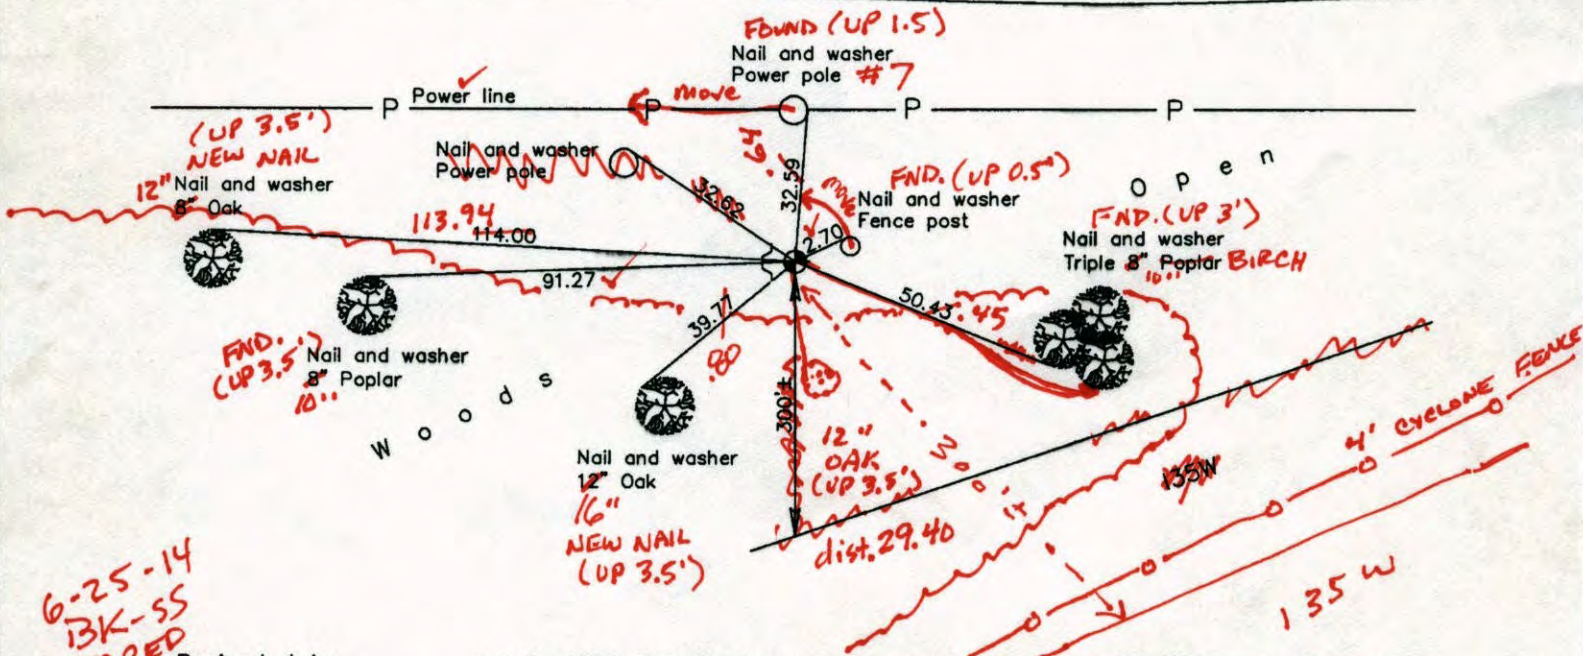 FOUND (UP 1.5)
Nail and washer
Power pole #7
Power line
P
P
move
P
P
(UP 3.5')
NEW NAIL
12" Nail and washer
8" Oak
Nail and washer
Power pole
32.62
32.59
move
FND. (UP 0.5')
Nail and washer
Fence post
2.70
Open
FND. (UP 3')
Nail and washer
Triple 8" Poplar BIRCH
10"
113.94
114.00
91.27
39.77
.80
50.43
.45
300'±
FND.
(UP 3.5')
Nail and washer
8" Poplar
10"
Woods
Nail and washer
12" Oak
16"
NEW NAIL
(UP 3.5')
12"
OAK
(UP 3.5')
dist. 29.40
135W
4' CYCLONE FENCE
135 W
6-25-14
BK-SS